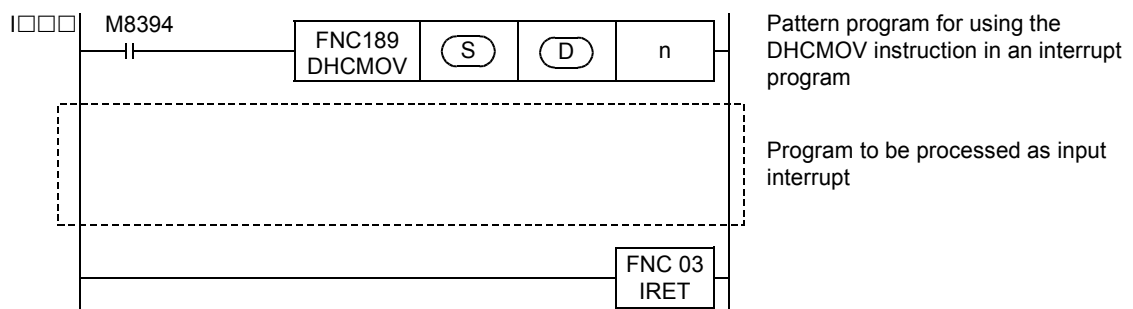 I□□□ M8394
FNC189
DHCMOV
S
D
n
Pattern program for using the
DHCMOV instruction in an interrupt
program
Program to be processed as input
interrupt
FNC 03
IRET